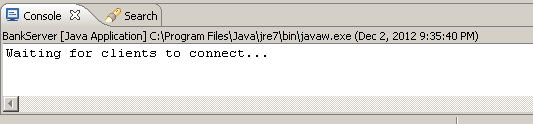 Console Search
BankServer [Java Application] C:\Program Files\Java\jre7\bin\javaw.exe (Dec 2, 2012 9:35:40 PM)
Waiting for clients to connect...